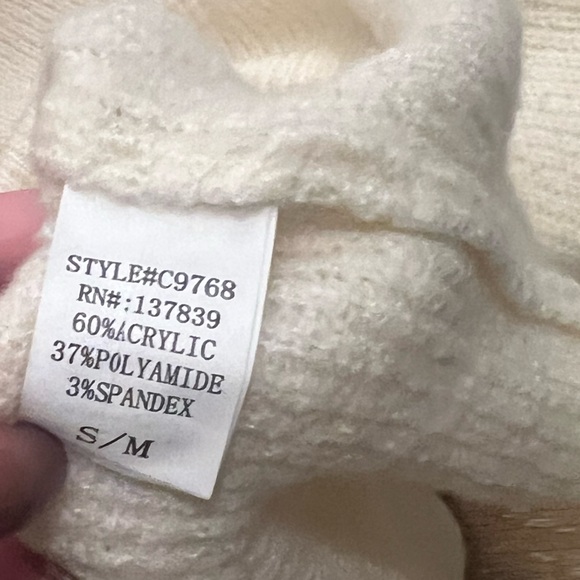 STYLE#C9768
RN#:137839
60%ACRYLIC
37%POLYAMIDE
3%SPANDEX
S/M